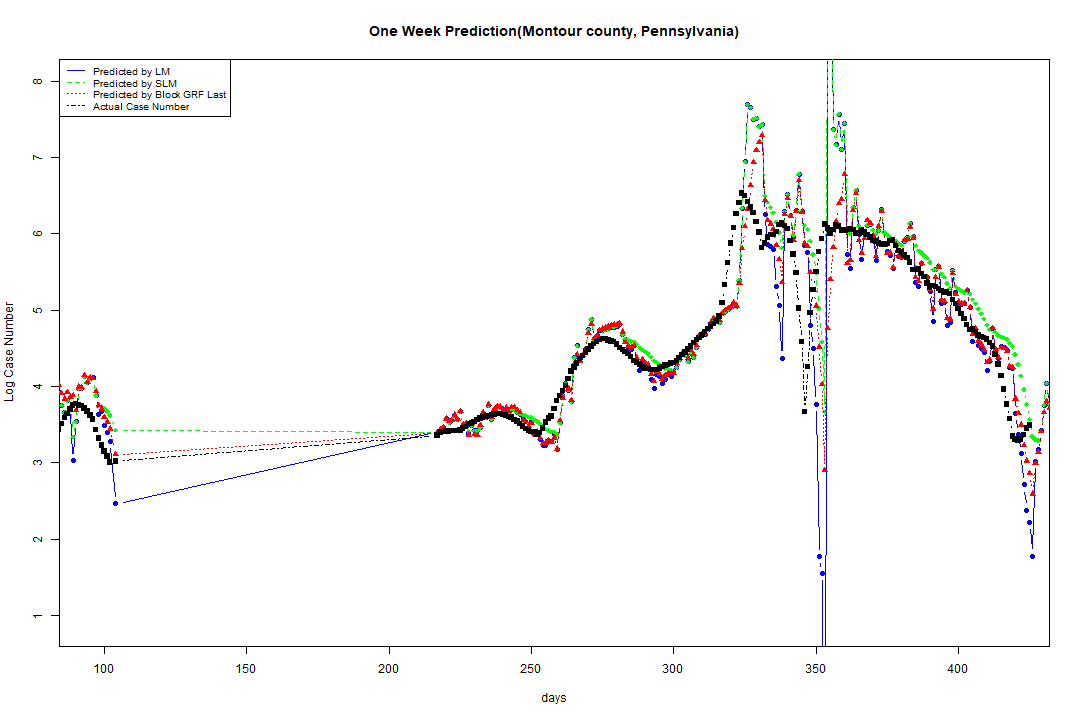 One Week Prediction(Montour county, Pennsylvania)
Predicted by LM
Predicted by SLM
Predicted by Block GRF Last
Actual Case Number
8
7
6
5
4
3
2
1
Log Case Number
100 150 200 250 300 350 400
days